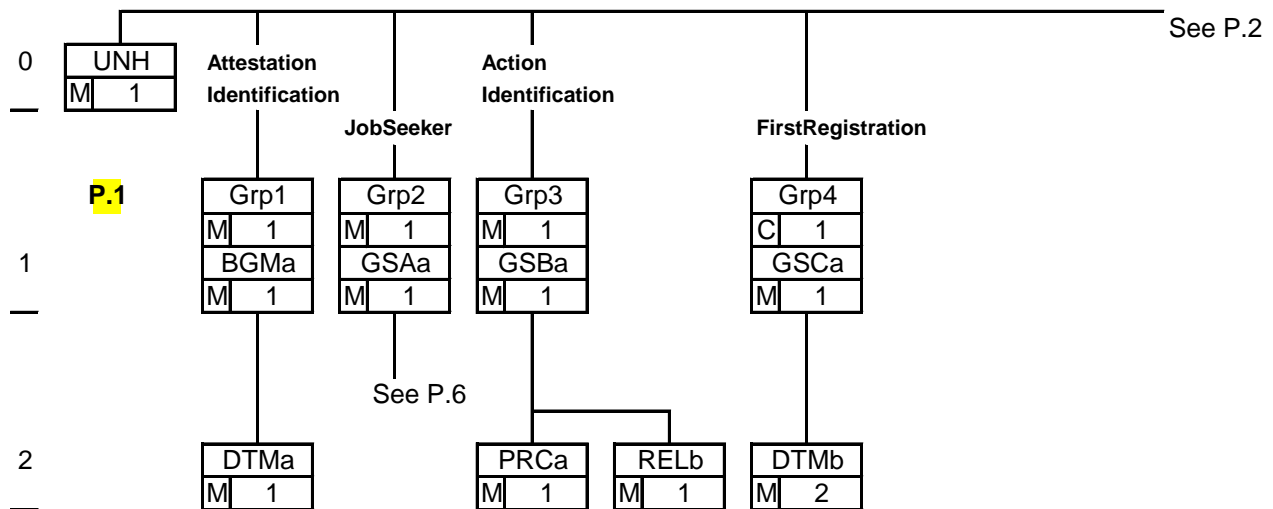 See P.2
0 UNH Attestation Action
M 1 Identification Identification
JobSeeker FirstRegistration
P.1 Grp1 Grp2 Grp3 Grp4
M 1 M 1 M 1 C 1
1 BGMa GSAa GSBa GSCa
M 1 M 1 M 1 M 1
See P.6
2 DTMa PRCa RELb DTMb
M 1 M 1 M 1 M 2